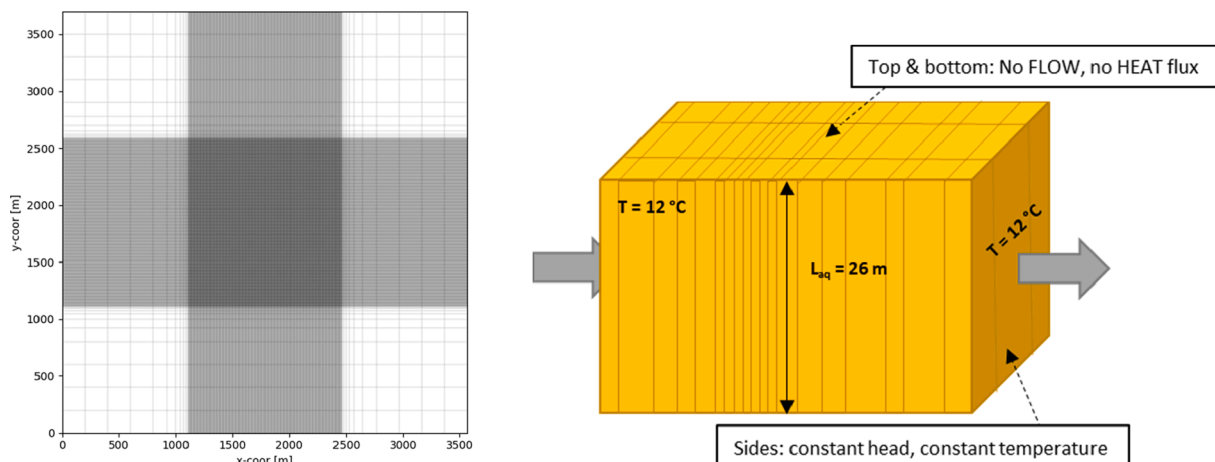 3500
3000
2500
2000
1500
1000
500
0
y-coor [m]
0 500 1000 1500 2000 2500 3000 3500
x-coor [m]
Top & bottom: No FLOW, no HEAT flux
T = 12 °C
T = 12 °C
Laq = 26 m
Sides: constant head, constant temperature